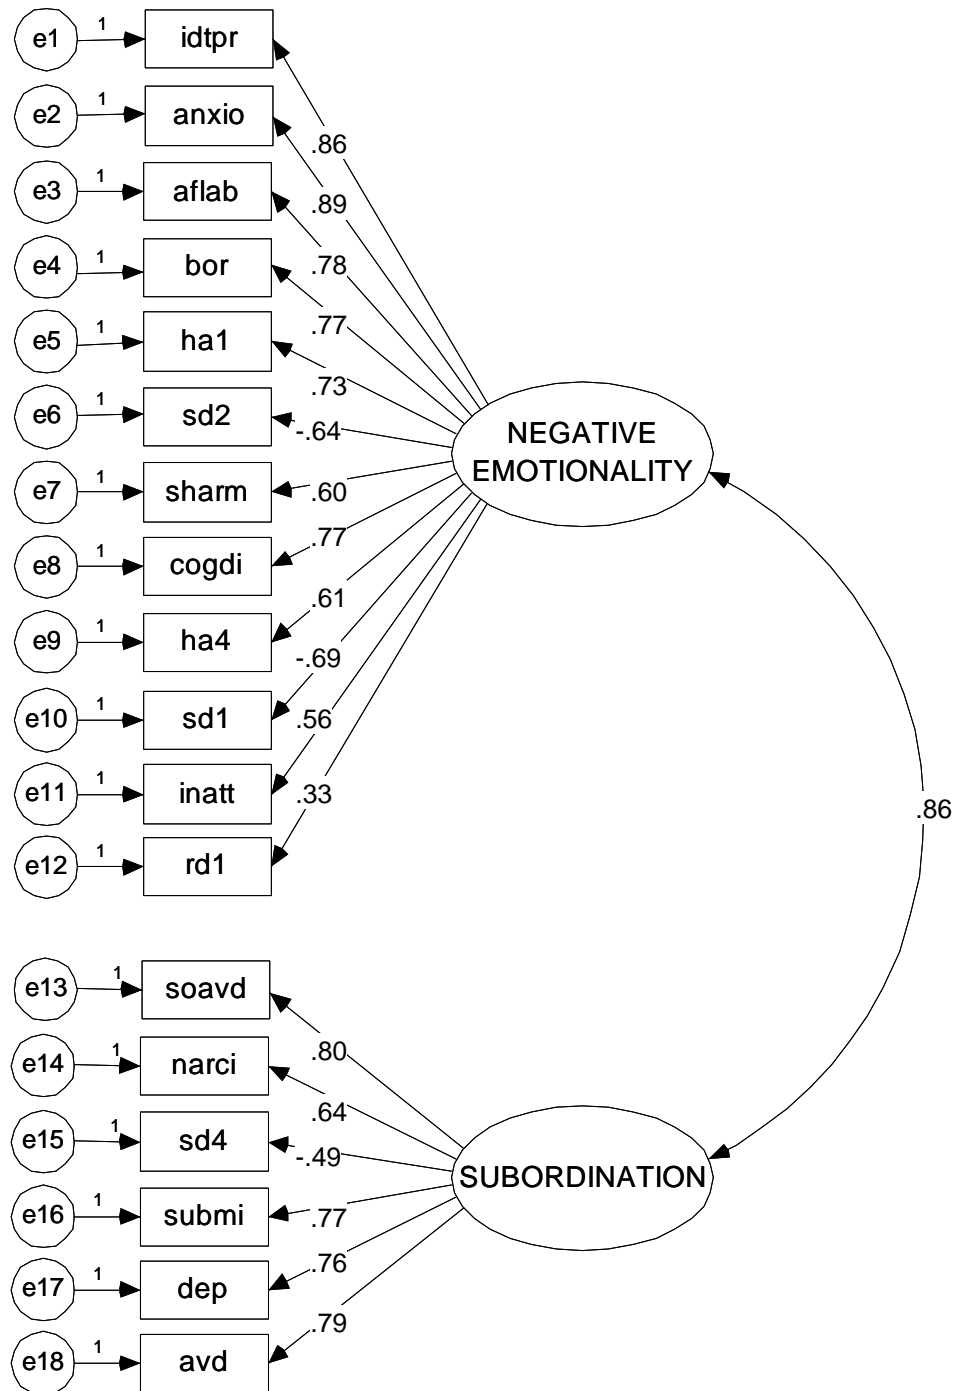 e1 1 idtpr
e2 1 anxio
.86
e3 1 aflab
.89
e4 1 bor
.78
e5 1 ha1
.77
.73
e6 1 sd2
-.64
NEGATIVE
EMOTIONALITY
e7 1 sharm
.60
e8 1 cogdi
.77
e9 1 ha4
.61
-.69
e10 1 sd1
.56
e11 1 inatt
.33
.86
e12 1 rd1
e13 1 soavd
.80
e14 1 narci
.64
e15 1 sd4
-.49
SUBORDINATION
e16 1 submi
.77
.76
e17 1 dep
.79
e18 1 avd